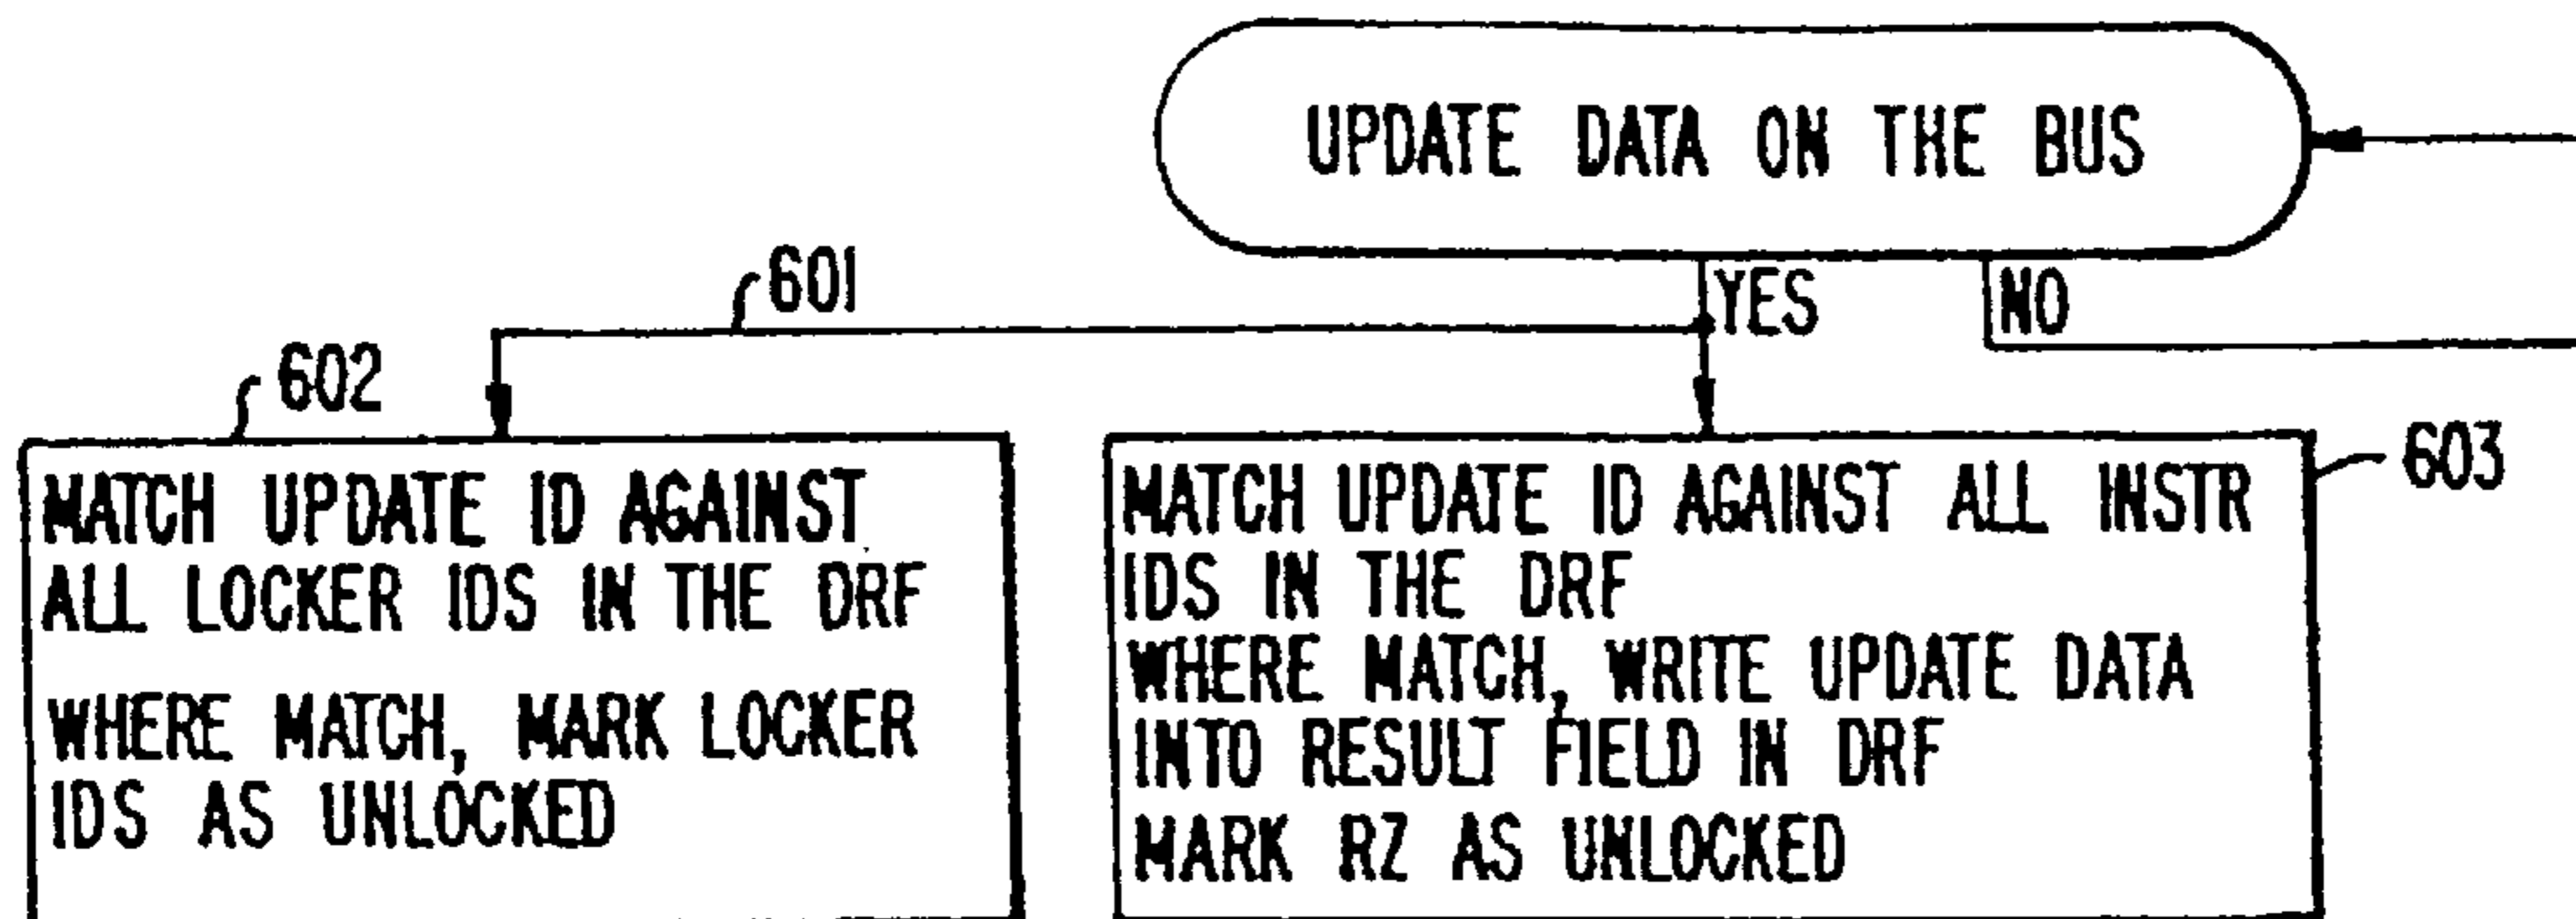 UPDATE DATA ON THE BUS
601
YES
NO
602
MATCH UPDATE ID AGAINST
ALL LOCKER IDS IN THE DRF
WHERE MATCH, MARK LOCKER
IDS AS UNLOCKED
603
MATCH UPDATE ID AGAINST ALL INSTR
IDS IN THE DRF
WHERE MATCH, WRITE UPDATE DATA
INTO RESULT FIELD IN DRF
MARK RZ AS UNLOCKED